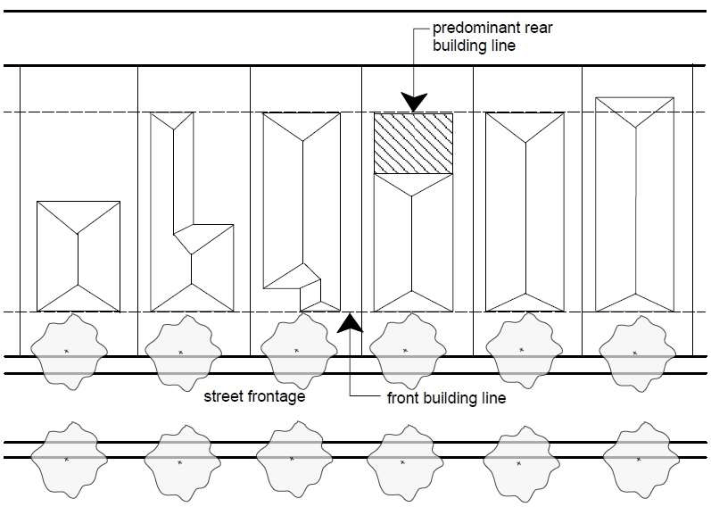 predominant rear
building line
street frontage
front building line